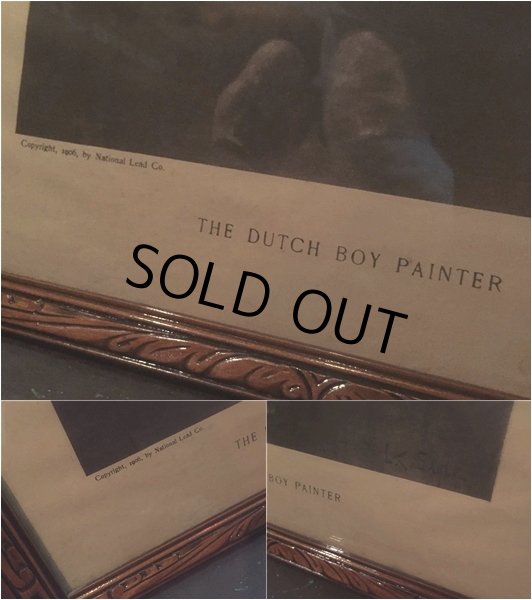 Copyright, 1906, by National Lead Co.
THE DUTCH BOY PAINTER
SOLD OUT
Copyright, 1906, by National Lead Co.
THE
BOY PAINTER